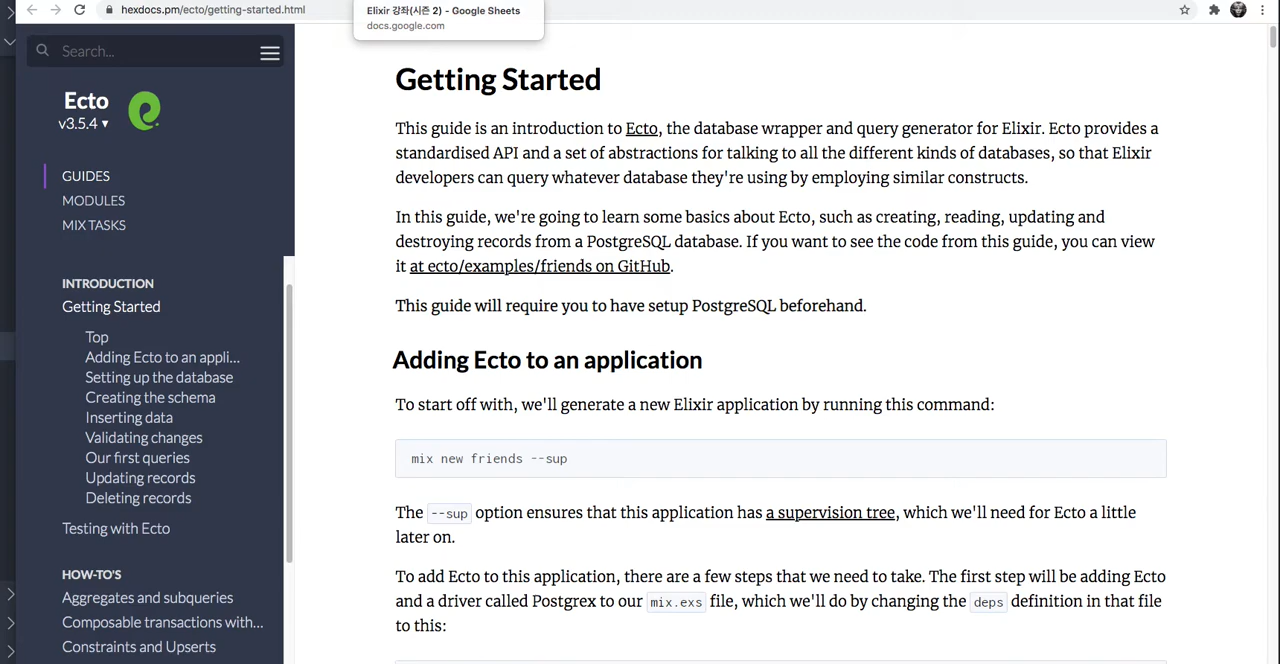 hexdocs.pm/ecto/getting-started.html
Elixir 강좌(시즌 2) - Google Sheets
docs.google.com
Search...
Ecto
v3.5.4 ▾
GUIDES
MODULES
MIX TASKS
INTRODUCTION
Getting Started
Top
Adding Ecto to an appli...
Setting up the database
Creating the schema
Inserting data
Validating changes
Our first queries
Updating records
Deleting records
Testing with Ecto
HOW-TO'S
Aggregates and subqueries
Composable transactions with...
Constraints and Upserts
Getting Started
This guide is an introduction to Ecto, the database wrapper and query generator for Elixir. Ecto provides a
standardised API and a set of abstractions for talking to all the different kinds of databases, so that Elixir
developers can query whatever database they're using by employing similar constructs.
In this guide, we're going to learn some basics about Ecto, such as creating, reading, updating and
destroying records from a PostgreSQL database. If you want to see the code from this guide, you can view
it at ecto/examples/friends on GitHub.
This guide will require you to have setup PostgreSQL beforehand.
Adding Ecto to an application
To start off with, we'll generate a new Elixir application by running this command:
mix new friends --sup
The --sup option ensures that this application has a supervision tree, which we'll need for Ecto a little
later on.
To add Ecto to this application, there are a few steps that we need to take. The first step will be adding Ecto
and a driver called Postgrex to our mix.exs file, which we'll do by changing the deps definition in that file
to this: